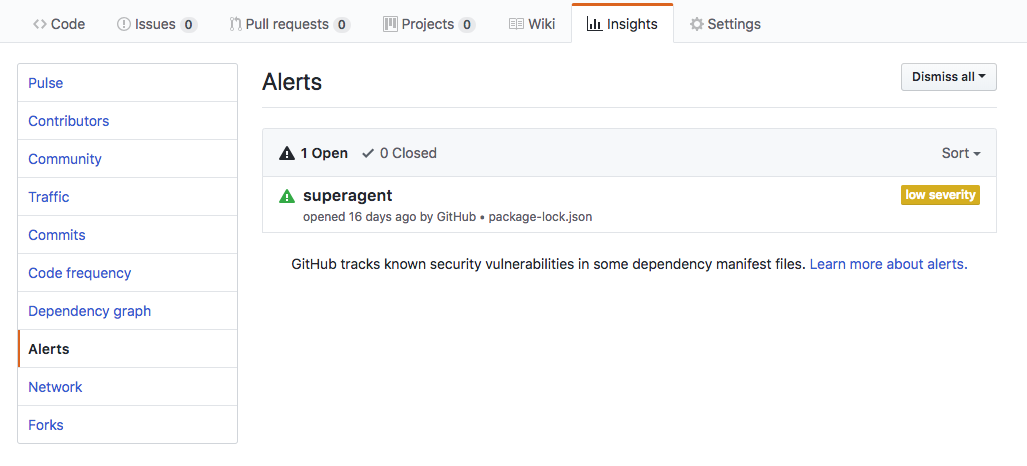 Code Issues 0 Pull requests 0 Projects 0 Wiki Insights Settings
Pulse
Contributors
Community
Traffic
Commits
Code frequency
Dependency graph
Alerts
Network
Forks
Alerts
Dismiss all
1 Open 0 Closed
Sort
superagent
low severity
opened 16 days ago by GitHub • package-lock.json
GitHub tracks known security vulnerabilities in some dependency manifest files. Learn more about alerts.